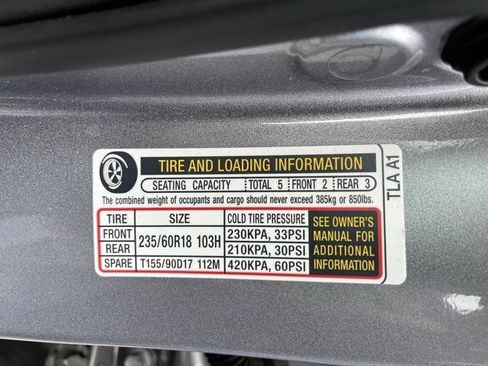 TIRE AND LOADING INFORMATION
SEATING CAPACITY TOTAL 5 FRONT 2 REAR 3
The combined weight of occupants and cargo should never exceed 385kg or 850lbs.
TIRE SIZE COLD TIRE PRESSURE
FRONT 235/60R18 103H 230KPA, 33PSI
REAR 210KPA, 30PSI
SPARE T155/90D17 112M 420KPA, 60PSI
SEE OWNER'S
MANUAL FOR
ADDITIONAL
INFORMATION
TLA A1